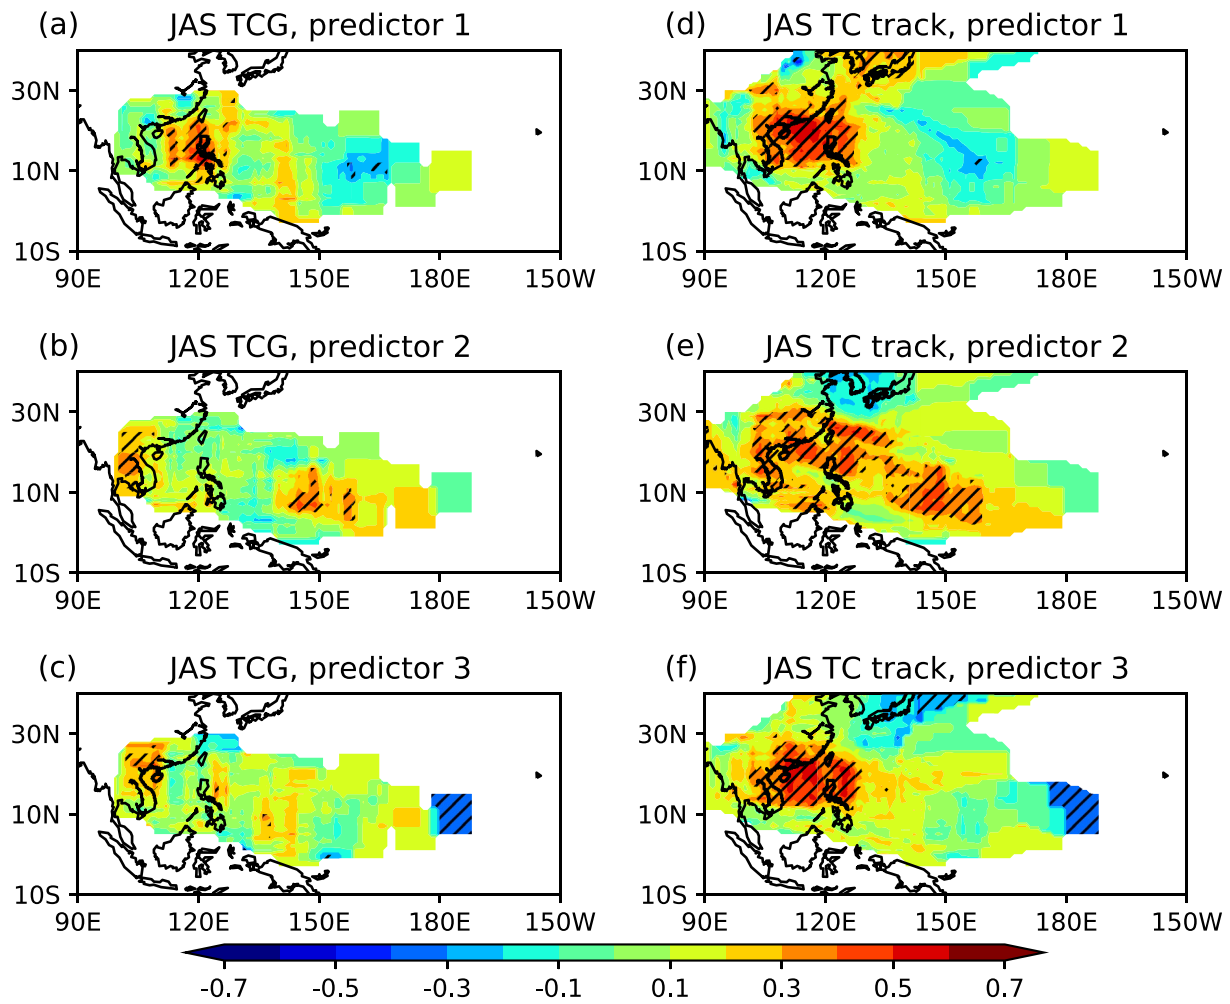 (a) JAS TCG, predictor 1
30N
10N
10S
90E 120E 150E 180E 150W
(d) JAS TC track, predictor 1
30N
10N
10S
90E 120E 150E 180E 150W
(b) JAS TCG, predictor 2
30N
10N
10S
90E 120E 150E 180E 150W
(e) JAS TC track, predictor 2
30N
10N
10S
90E 120E 150E 180E 150W
(c) JAS TCG, predictor 3
30N
10N
10S
90E 120E 150E 180E 150W
(f) JAS TC track, predictor 3
30N
10N
10S
90E 120E 150E 180E 150W
-0.7 -0.5 -0.3 -0.1 0.1 0.3 0.5 0.7